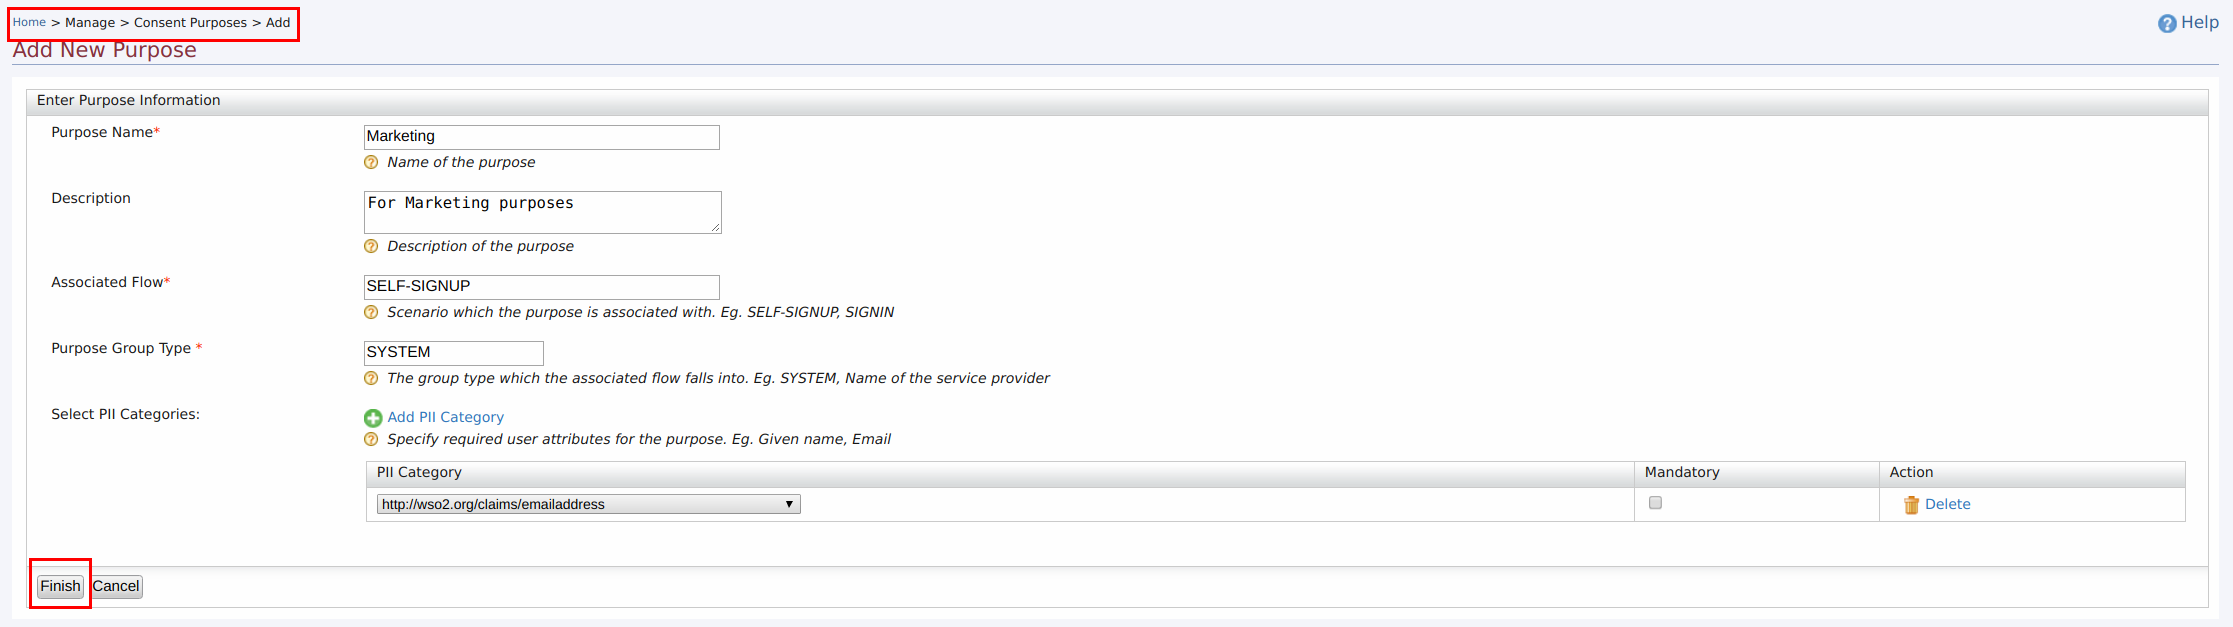 Home > Manage > Consent Purposes > Add
Help
Add New Purpose
Enter Purpose Information
Purpose Name*
Marketing
Name of the purpose
Description
For Marketing purposes
Description of the purpose
Associated Flow*
SELF-SIGNUP
Scenario which the purpose is associated with. Eg. SELF-SIGNUP, SIGNIN
Purpose Group Type *
SYSTEM
The group type which the associated flow falls into. Eg. SYSTEM, Name of the service provider
Select PII Categories:
Add PII Category
Specify required user attributes for the purpose. Eg. Given name, Email
PII Category Mandatory Action
http://wso2.org/claims/emailaddress Delete
Finish Cancel